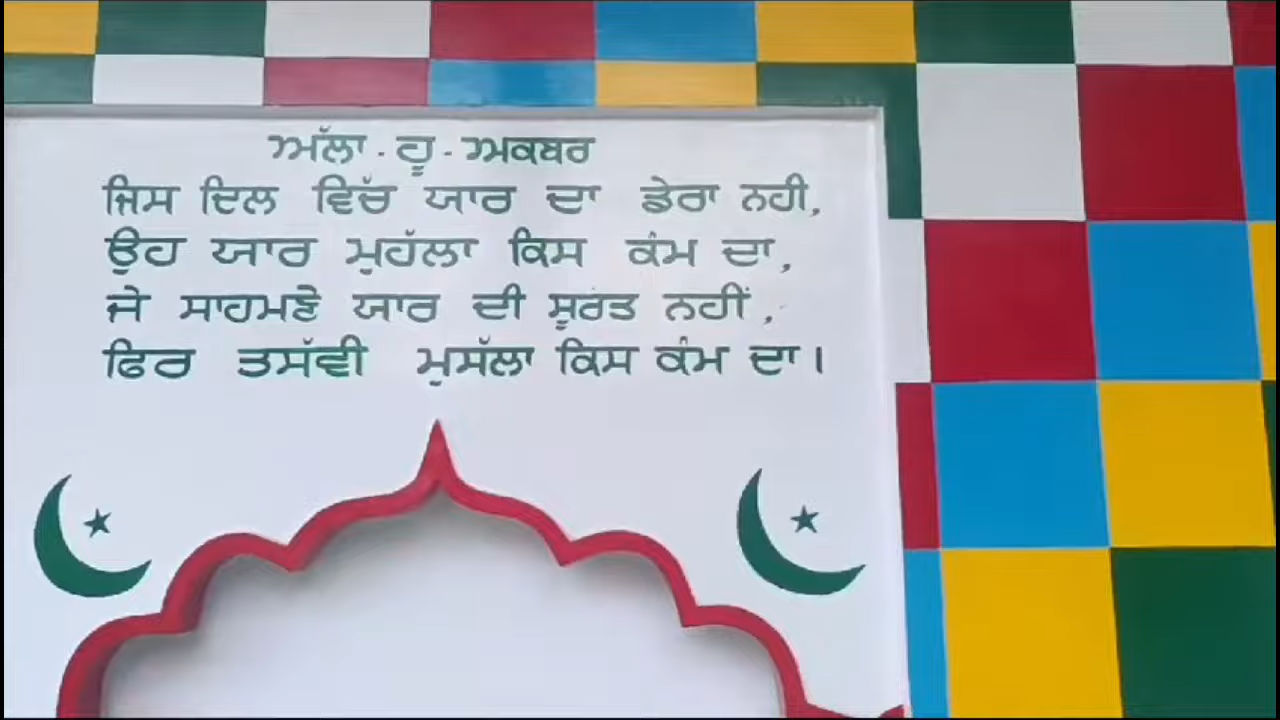 ਅੱਲਾ - ਹੂ - ਅਕਬਰ
ਜਿਸ ਦਿਲ ਵਿੱਚ ਯਾਰ ਦਾ ਡੇਰਾ ਨਹੀ,
ਉਹ ਯਾਰ ਮੁਹੱਲਾ ਕਿਸ ਕੰਮ ਦਾ,
ਜੇ ਸਾਹਮਣੇ ਯਾਰ ਦੀ ਸੂਰਤ ਨਹੀਂ,
ਫਿਰ ਤਸੱਵੀ ਮੁਸੱਲਾ ਕਿਸ ਕੰਮ ਦਾ।